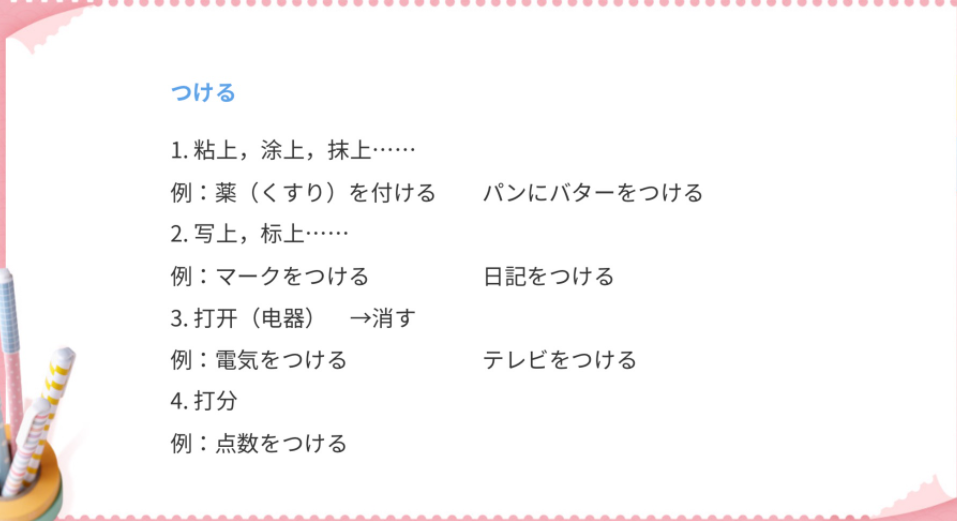 つける
1. 粘上，涂上，抹上……
例：薬（くすり）を付ける　　パンにバターをつける
2. 写上，标上……
例：マークをつける　　　　　日記をつける
3. 打开（电器）　→消す
例：電気をつける　　　　　　テレビをつける
4. 打分
例：点数をつける